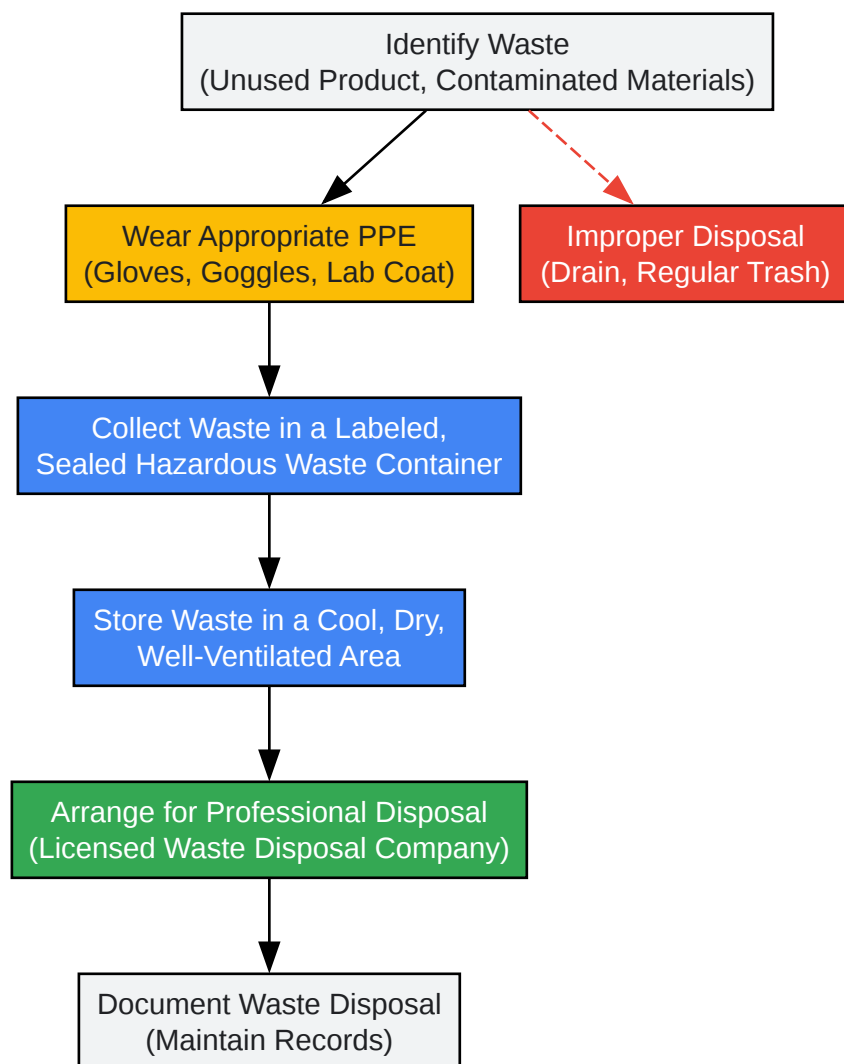 Identify Waste
(Unused Product, Contaminated Materials)
Wear Appropriate PPE
(Gloves, Goggles, Lab Coat)
Improper Disposal
(Drain, Regular Trash)
Collect Waste in a Labeled,
Sealed Hazardous Waste Container
Store Waste in a Cool, Dry,
Well-Ventilated Area
Arrange for Professional Disposal
(Licensed Waste Disposal Company)
Document Waste Disposal
(Maintain Records)